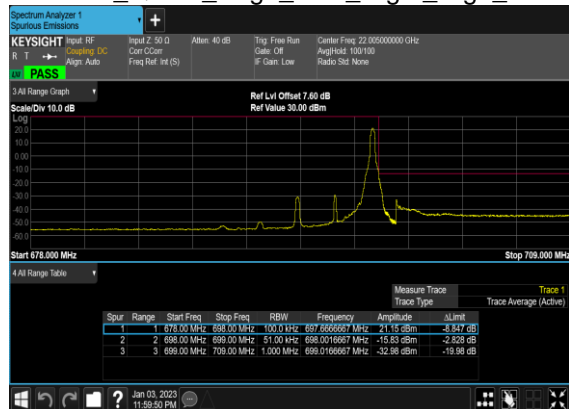 Spectrum Analyzer 1
Spurious Emissions
+
KEYSIGHT Input: RF Input Z: 50 Ω Atten: 40 dB Trig: Free Run Center Freq: 22.005000000 GHz
R T Coupling: DC Corr CCorr Gate: Off Avg|Hold: 100/100
Align: Auto Freq Ref: Int (S) IF Gain: Low Radio Std: None
PASS
3 All Range Graph
Ref Lvl Offset 7.60 dB
Scale/Div 10.0 dB Ref Value 30.00 dBm
Log
20.0
10.0
0.00
-10.0
-20.0
-30.0
-40.0
-50.0
-60.0
Start 678.000 MHz Stop 709.000 MHz
4 All Range Table
Measure Trace Trace 1
Trace Type Trace Average (Active)
Spur Range Start Freq Stop Freq RBW Frequency Amplitude ΔLimit
1 1 678.00 MHz 698.00 MHz 100.0 kHz 697.6666667 MHz 21.15 dBm -8.847 dB
2 2 698.00 MHz 699.00 MHz 51.00 kHz 698.0016667 MHz -15.83 dBm -2.828 dB
3 3 699.00 MHz 709.00 MHz 1.000 MHz 699.0166667 MHz -32.98 dBm -19.98 dB
? Jan 03, 2023
11:59:50 PM